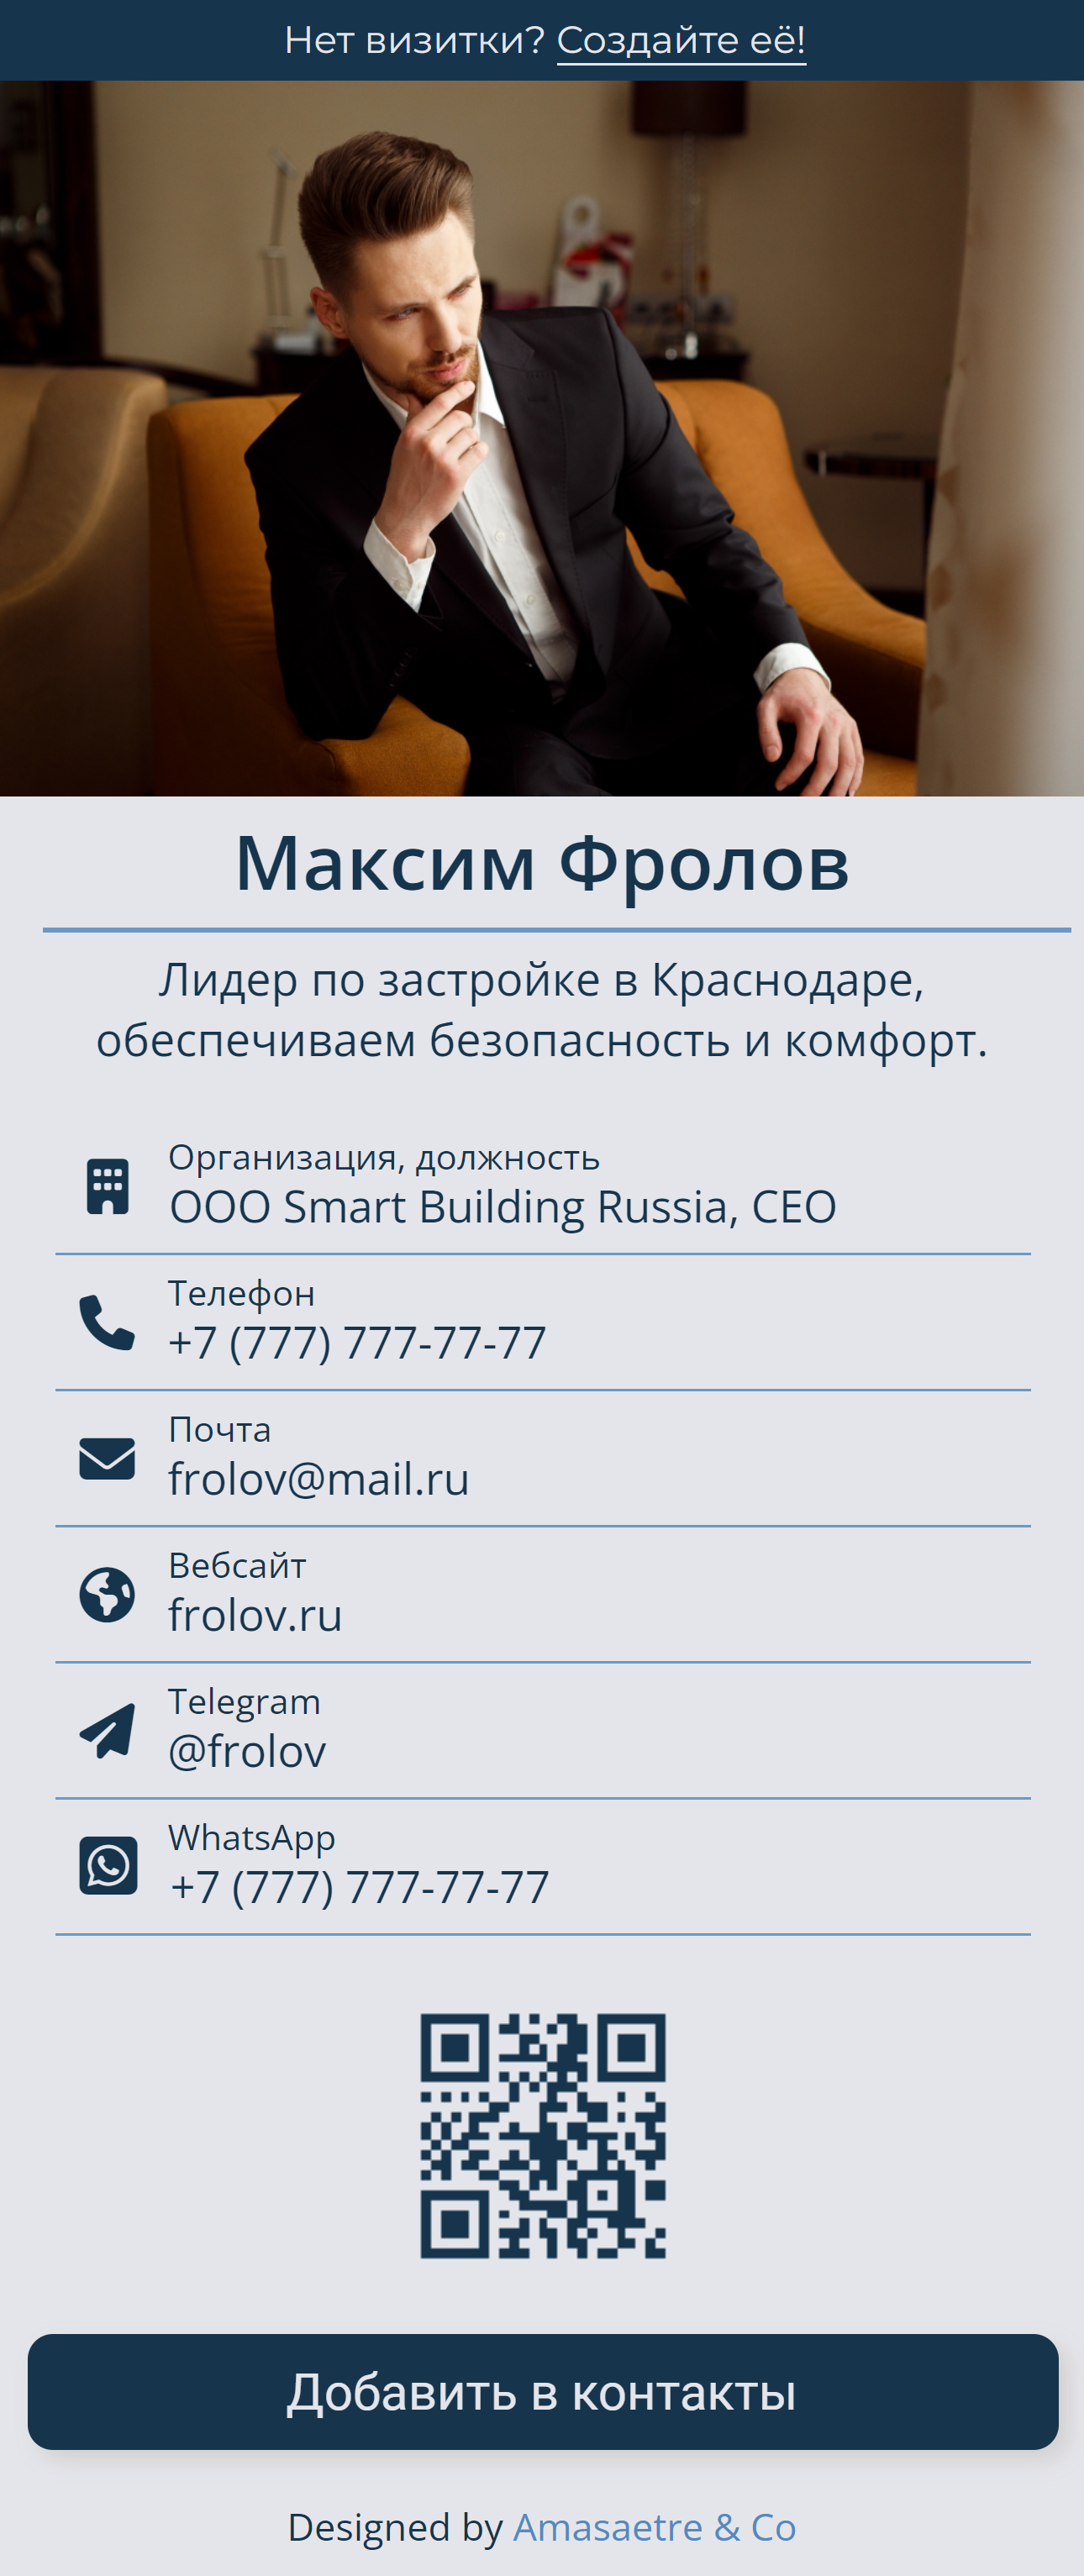 Нет визитки? Создайте её!
Максим Фролов
Лидер по застройке в Краснодаре,
обеспечиваем безопасность и комфорт.
Организация, должность
ООО Smart Building Russia, CEO
Телефон
+7 (777) 777-77-77
Почта
frolov@mail.ru
Вебсайт
frolov.ru
Telegram
@frolov
WhatsApp
+7 (777) 777-77-77
Добавить в контакты
Designed by Amasaetre & Co